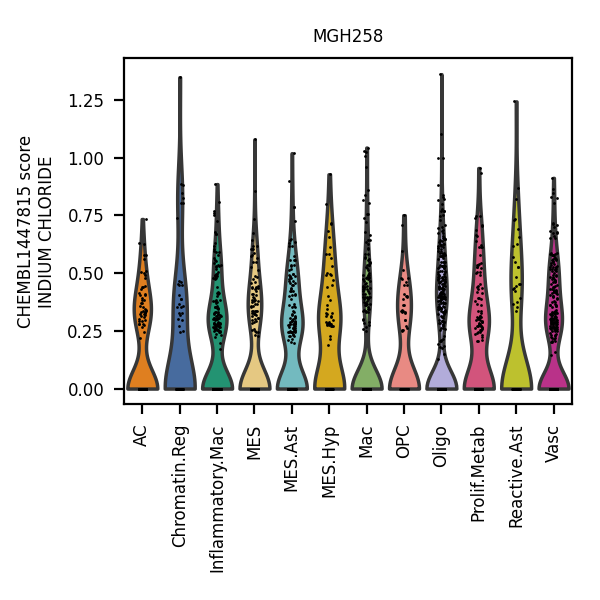 MGH258
CHEMBL1447815 score
INDIUM CHLORIDE
1.25
1.00
0.75
0.50
0.25
0.00
AC
Chromatin.Reg
Inflammatory.Mac
MES
MES.Ast
MES.Hyp
Mac
OPC
Oligo
Prolif.Metab
Reactive.Ast
Vasc